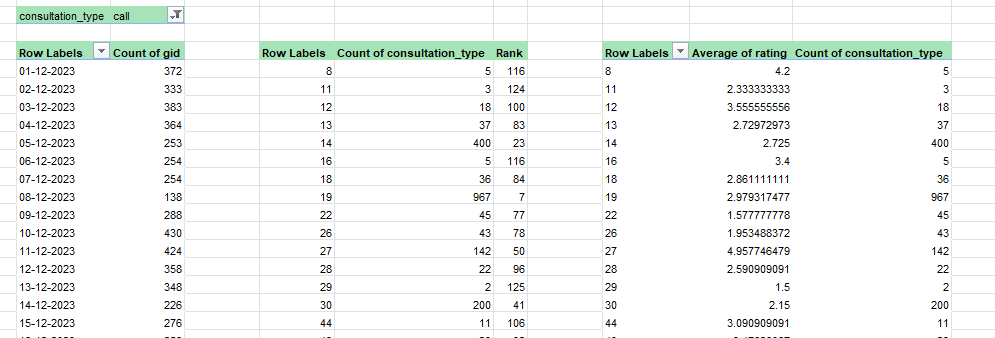 consultation_type call
Row Labels Count of gid Row Labels Count of consultation_type Rank Row Labels Average of rating Count of consultation_type
01-12-2023 372 8 5 116 8 4.2 5
02-12-2023 333 11 3 124 11 2.333333333 3
03-12-2023 383 12 18 100 12 3.555555556 18
04-12-2023 364 13 37 83 13 2.72972973 37
05-12-2023 253 14 400 23 14 2.725 400
06-12-2023 254 16 5 116 16 3.4 5
07-12-2023 254 18 36 84 18 2.861111111 36
08-12-2023 138 19 967 7 19 2.979317477 967
09-12-2023 288 22 45 77 22 1.577777778 45
10-12-2023 430 26 43 78 26 1.953488372 43
11-12-2023 424 27 142 50 27 4.957746479 142
12-12-2023 358 28 22 96 28 2.590909091 22
13-12-2023 348 29 2 125 29 1.5 2
14-12-2023 226 30 200 41 30 2.15 200
15-12-2023 276 44 11 106 44 3.090909091 11